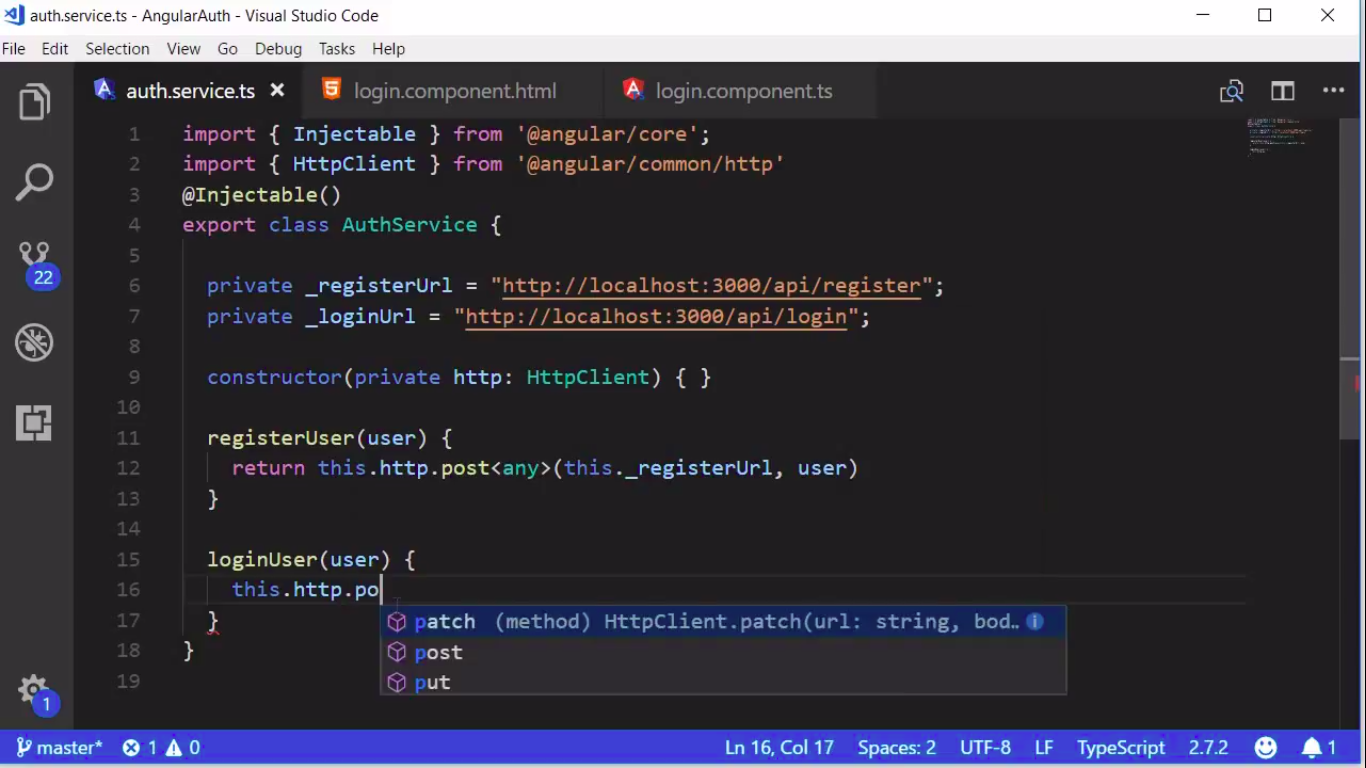 auth.service.ts - AngularAuth - Visual Studio Code
File Edit Selection View Go Debug Tasks Help
auth.service.ts login.component.html login.component.ts
1 import { Injectable } from '@angular/core';
2 import { HttpClient } from '@angular/common/http'
3 @Injectable()
4 export class AuthService {
5
6 private _registerUrl = "http://localhost:3000/api/register";
7 private _loginUrl = "http://localhost:3000/api/login";
8
9 constructor(private http: HttpClient) { }
10
11 registerUser(user) {
12 return this.http.post<any>(this._registerUrl, user)
13 }
14
15 loginUser(user) {
16 this.http.po
17 }
patch (method) HttpClient.patch(url: string, bod..
18 }
post
19
put
22
1
master* 1 0 Ln 16, Col 17 Spaces: 2 UTF-8 LF TypeScript 2.7.2 1